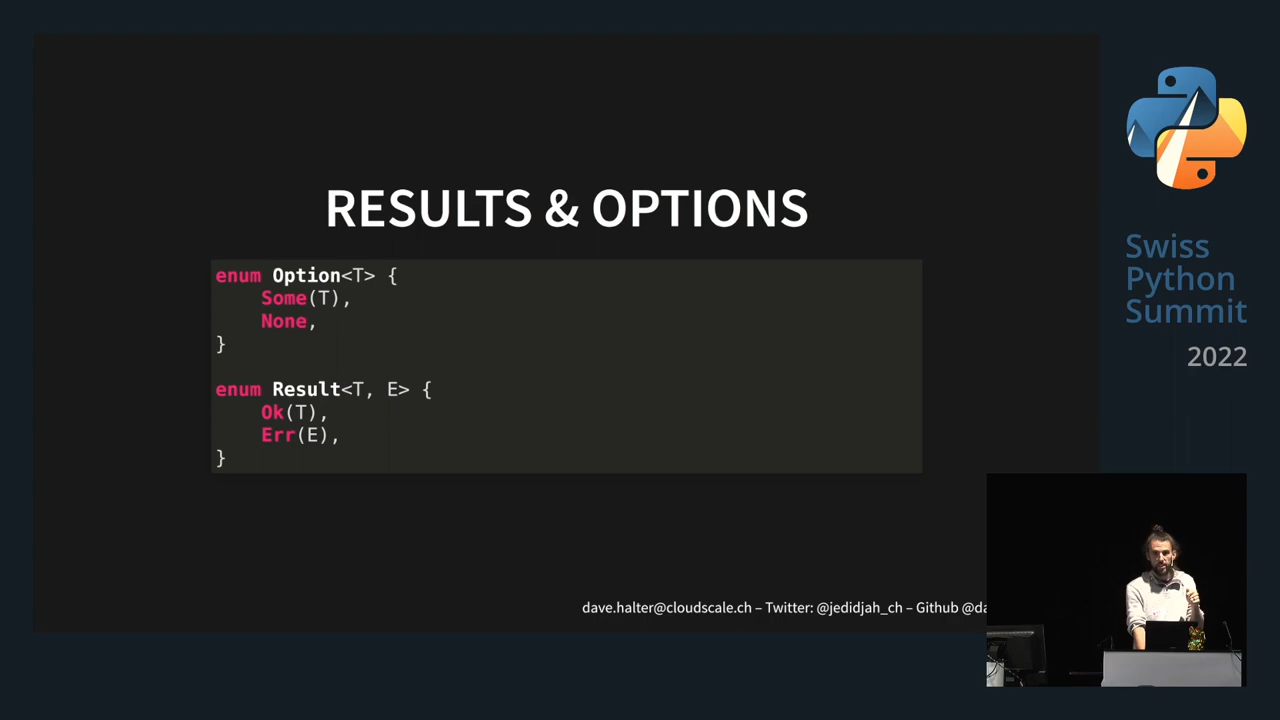 RESULTS & OPTIONS
enum Option<T> {
    Some(T),
    None,
}
enum Result<T, E> {
    Ok(T),
    Err(E),
}
dave.halter@cloudscale.ch – Twitter: @jedidjah_ch – Github @da
Swiss
Python
Summit
2022